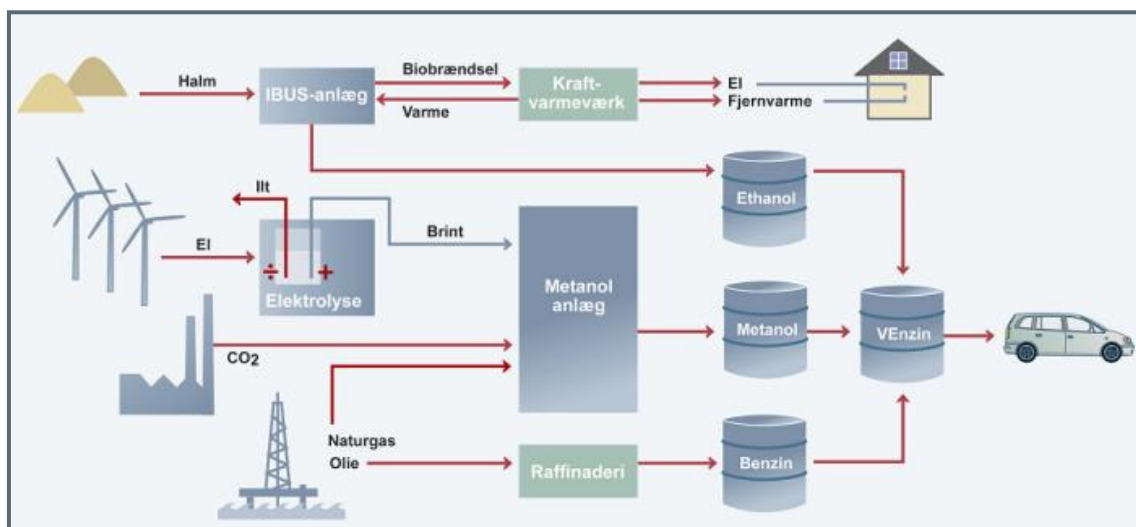 Halm
IBUS-anlæg
Biobrændsel
Varme
Kraft-
varmeværk
El
Fjernvarme
Ethanol
Ilt
Brint
El
÷ +
Elektrolyse
Metanol
anlæg
Metanol
VEnzin
CO2
Naturgas
Olie
Raffinaderi
Benzin